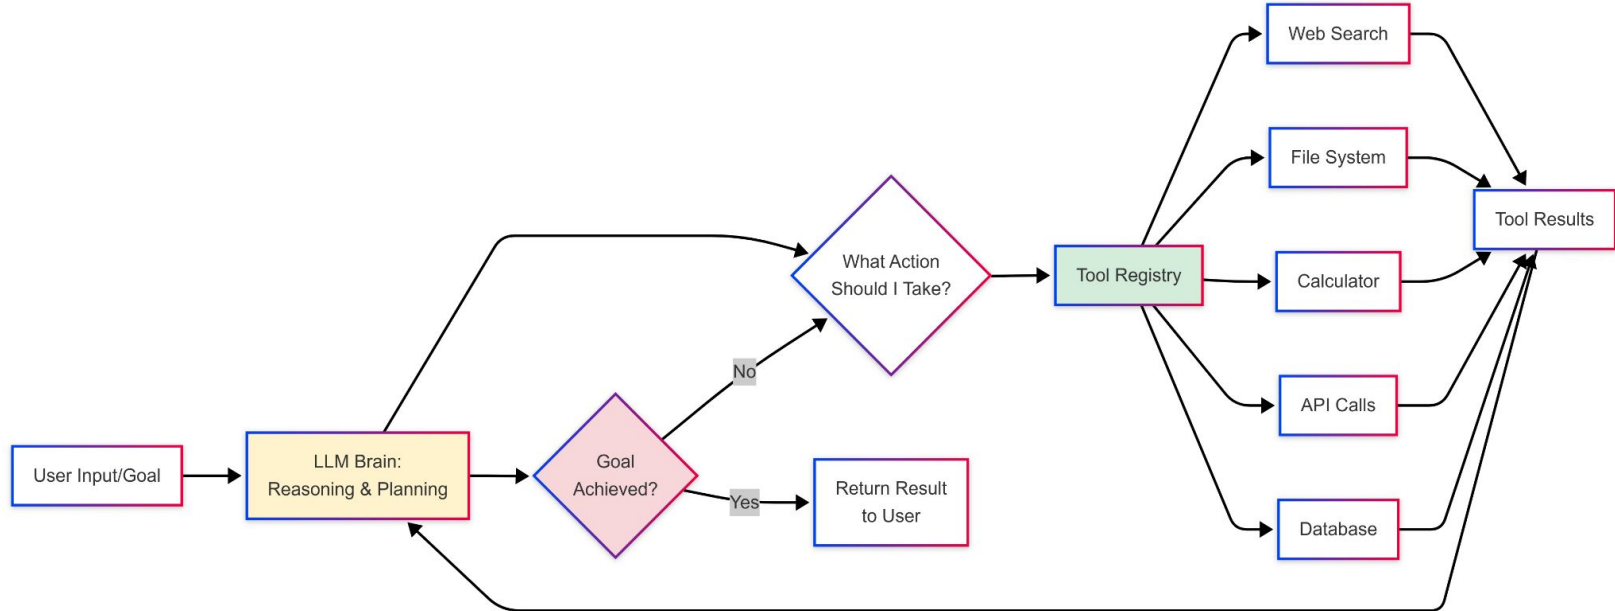 Web Search
File System
Tool Results
What Action
Should I Take?
Tool Registry
Calculator
No
API Calls
User Input/Goal
LLM Brain:
Reasoning & Planning
Goal
Achieved?
Yes
Return Result
to User
Database